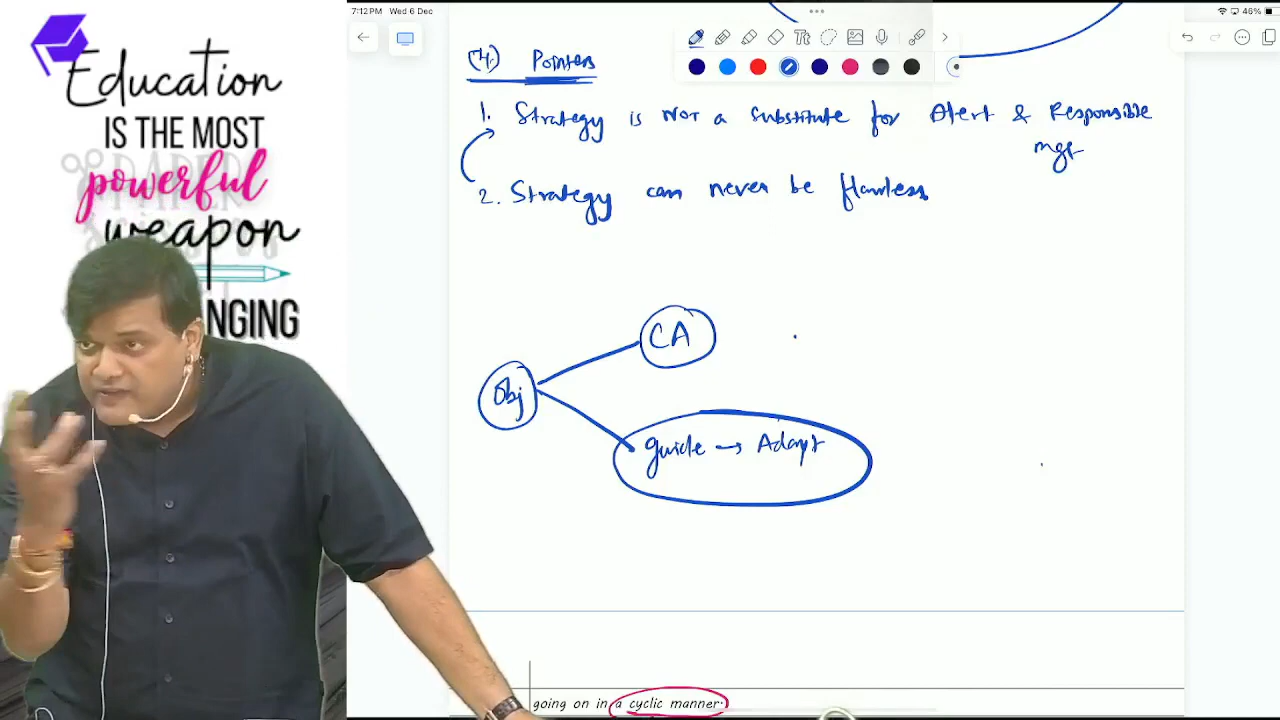 Education
IS THE MOST
powerful
weapon
NGING
7:12 PM Wed 6 Dec
46%
Tt
(4.) Pointers
1. Strategy is NOT a substitute for Alert & Responsible
mgt
2. Strategy can never be flawless
CA
Obj
guide → Adapt
going on in a cyclic manner.